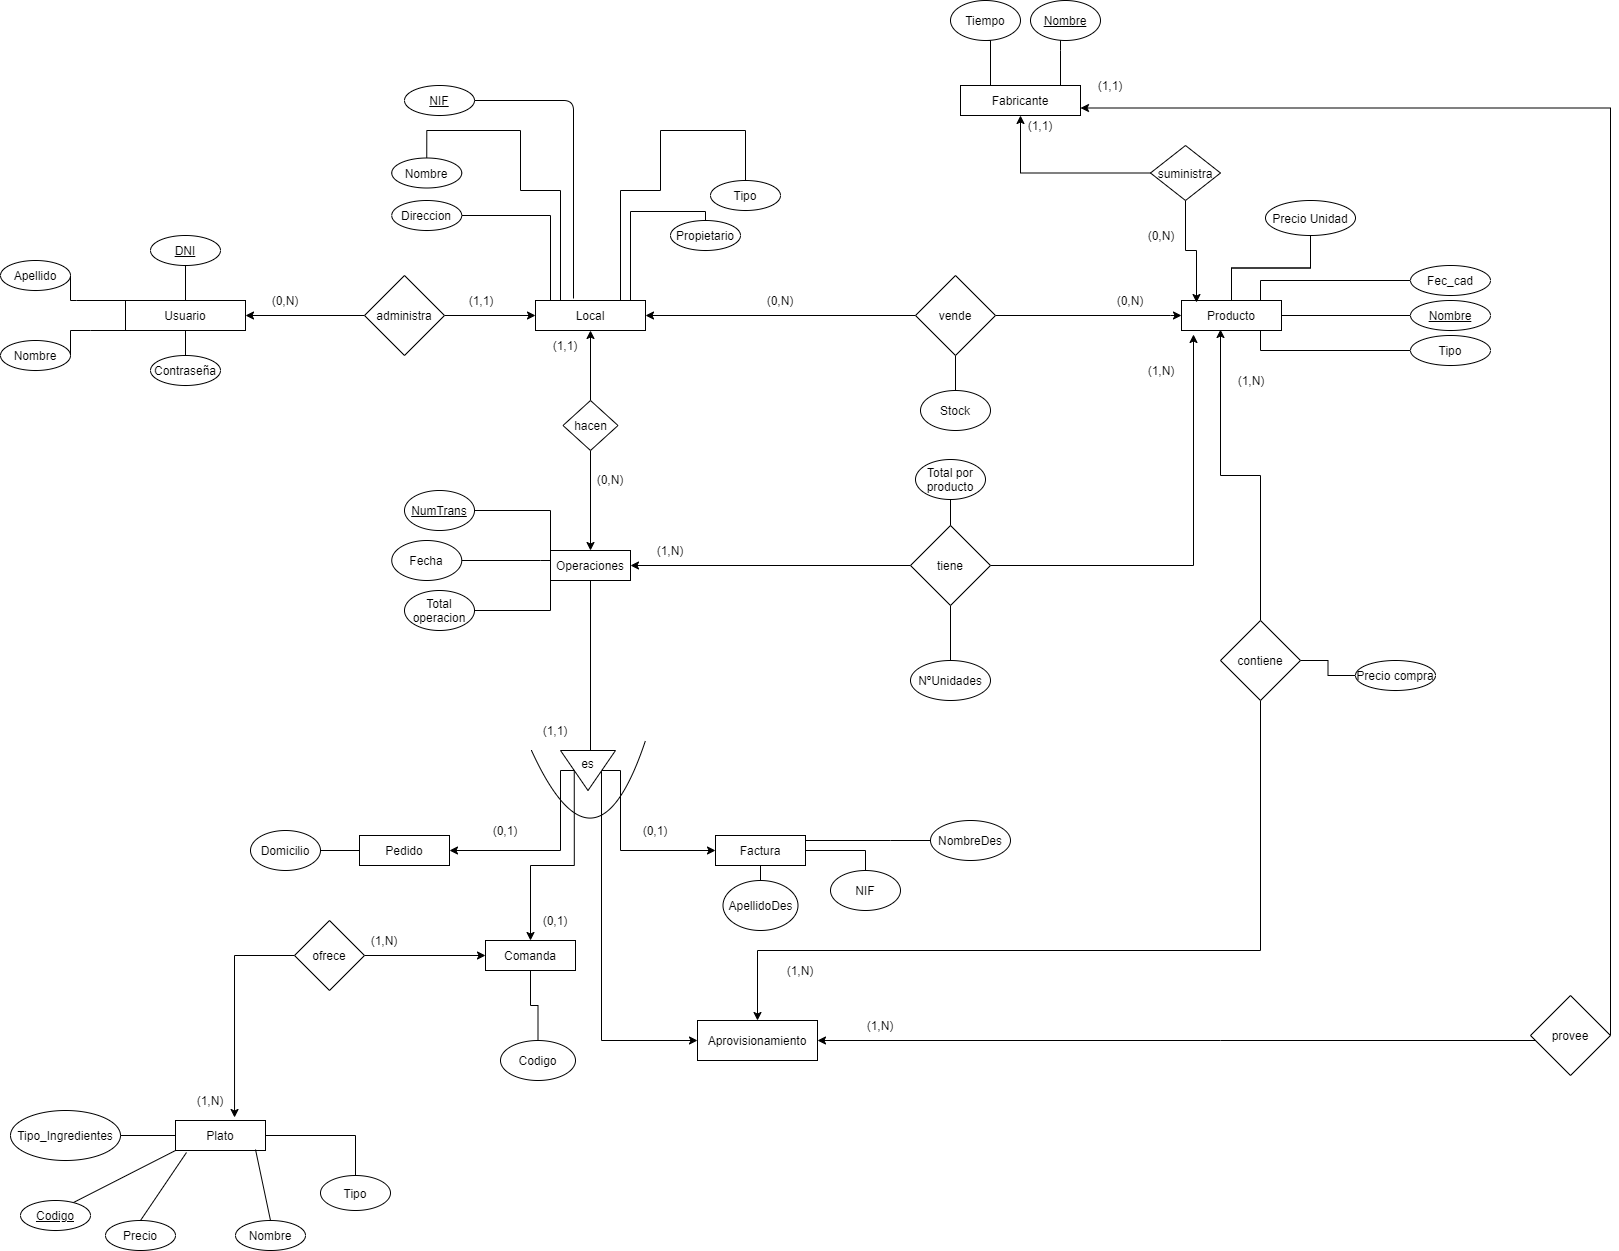 Tiempo
Nombre
(1,1)
Fabricante
(1,1)
NIF
Nombre
suministra
Tipo
Direccion
Propietario
Precio Unidad
(0,N)
DNI
Apellido
Fec_cad
(0,N)
(1,1)
(0,N)
(0,N)
Usuario
administra
Local
vende
Producto
Nombre
(1,1)
Nombre
Tipo
Contraseña
(1,N)
(1,N)
Stock
hacen
Total por
producto
(0,N)
NumTrans
(1,N)
Fecha
Operaciones
tiene
Total
operacion
contiene
Precio compra
NºUnidades
(1,1)
es
(0,1)
(0,1)
NombreDes
Domicilio
Pedido
Factura
NIF
ApellidoDes
(0,1)
(1,N)
ofrece
Comanda
(1,N)
(1,N)
provee
Aprovisionamiento
Codigo
(1,N)
Tipo_Ingredientes
Plato
Tipo
Codigo
Precio
Nombre